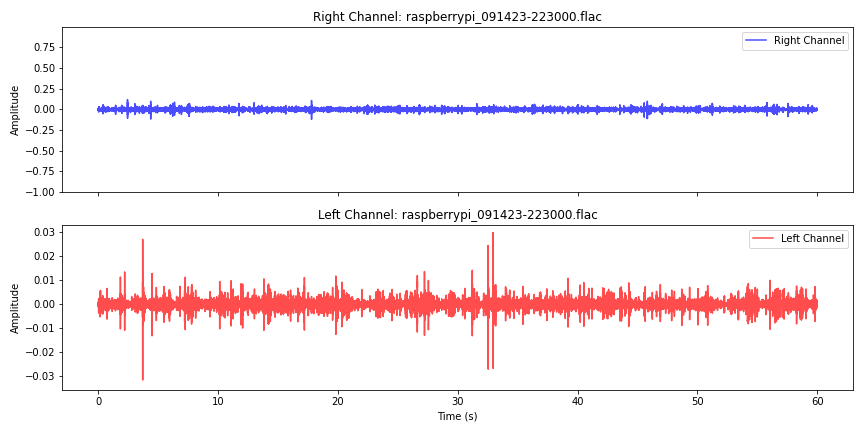 Right Channel: raspberrypi_091423-223000.flac
Right Channel
Amplitude
0.75
0.50
0.25
0.00
−0.25
−0.50
−0.75
−1.00
Left Channel: raspberrypi_091423-223000.flac
Left Channel
Amplitude
0.03
0.02
0.01
0.00
−0.01
−0.02
−0.03
0 10 20 30 40 50 60
Time (s)